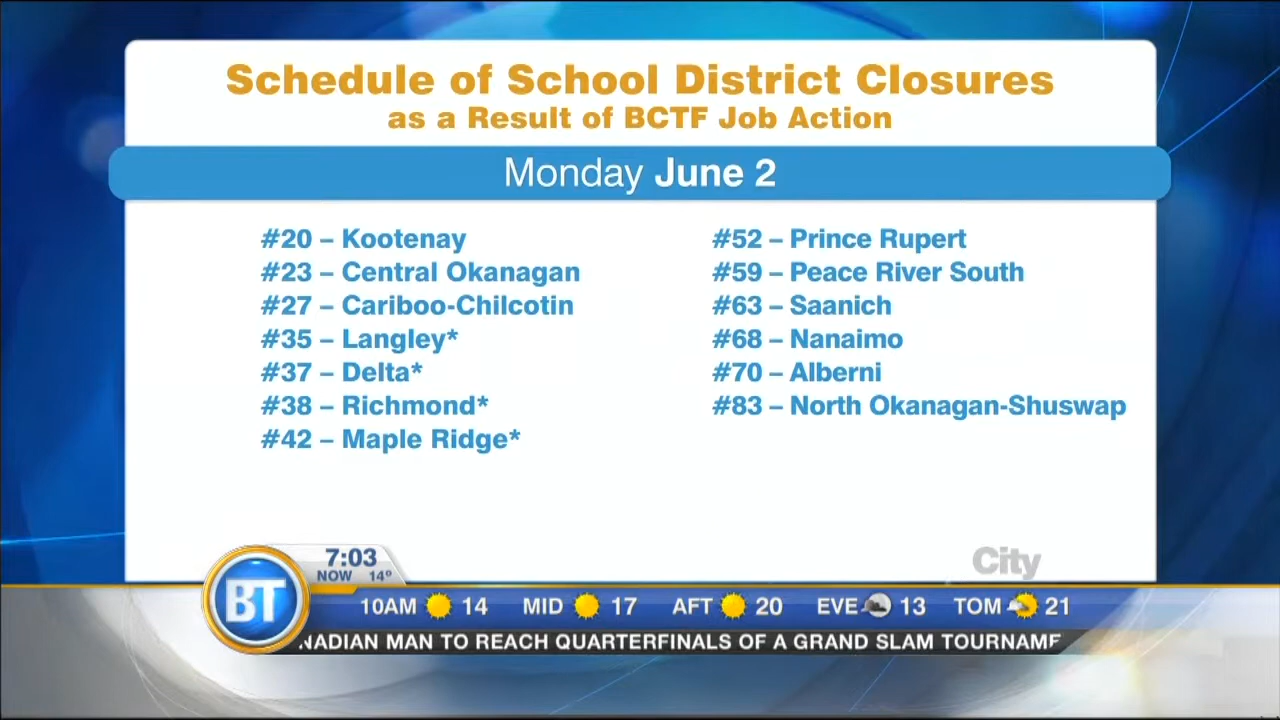 Schedule of School District Closures
as a Result of BCTF Job Action
Monday June 2
#20 – Kootenay
#23 – Central Okanagan
#27 – Cariboo-Chilcotin
#35 – Langley*
#37 – Delta*
#38 – Richmond*
#42 – Maple Ridge*
#52 – Prince Rupert
#59 – Peace River South
#63 – Saanich
#68 – Nanaimo
#70 – Alberni
#83 – North Okanagan-Shuswap
City
BT
7:03
NOW 14°
10AM 14 MID 17 AFT 20 EVE 13 TOM 21
NADIAN MAN TO REACH QUARTERFINALS OF A GRAND SLAM TOURNAME